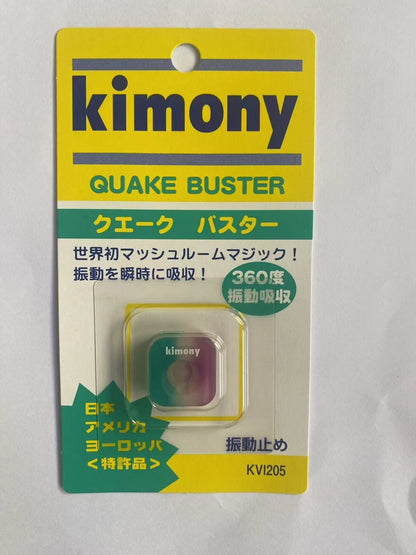 kimony
QUAKE BUSTER
クエーク バスター
世界初マッシュルームマジック！
振動を瞬時に吸収！
360度
振動吸収
kimony
日本
アメリカ
ヨーロッパ
＜特許品＞
振動止め
KVI205